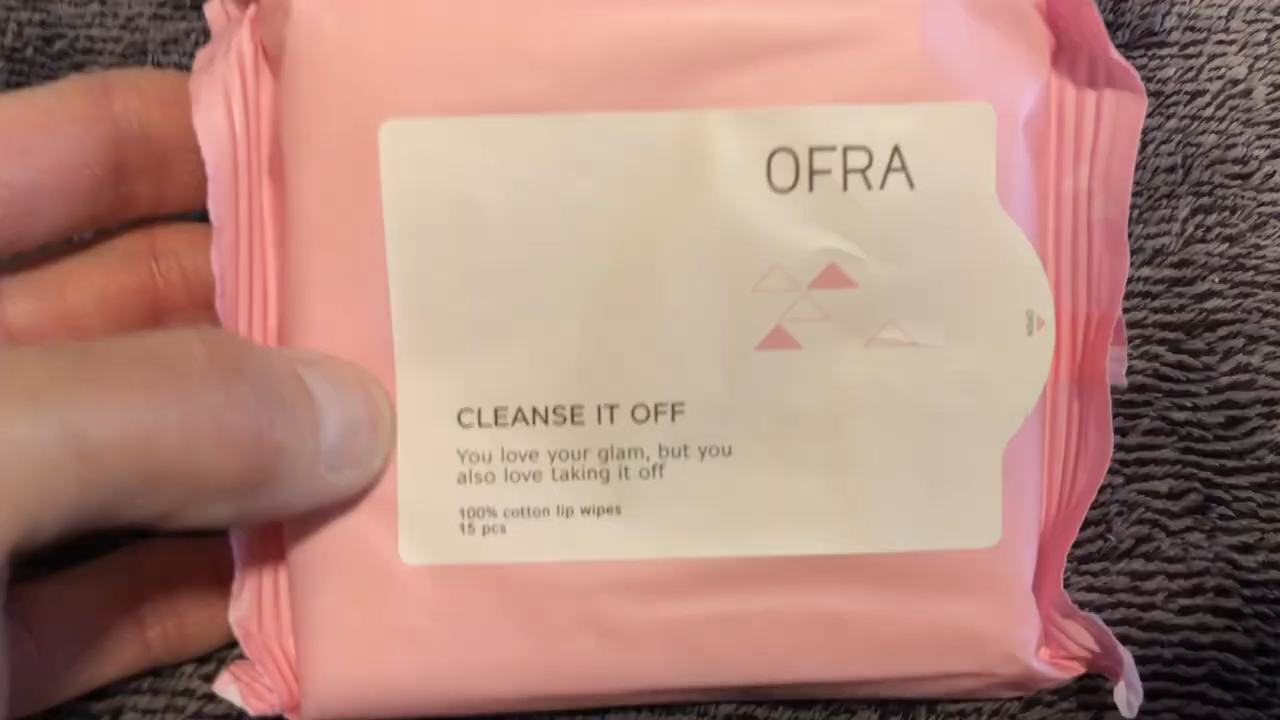 OFRA
OPEN
CLEANSE IT OFF
You love your glam, but you
also love taking it off
100% cotton lip wipes
15 pcs